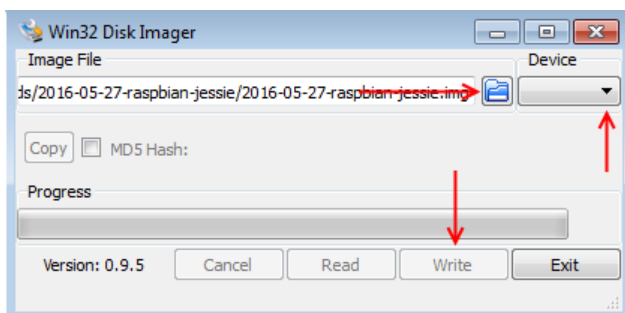 Win32 Disk Imager
Image File
Device
ds/2016-05-27-raspbian-jessie/2016-05-27-raspbian-jessie.img
Copy
MD5 Hash:
Progress
Version: 0.9.5
Cancel
Read
Write
Exit